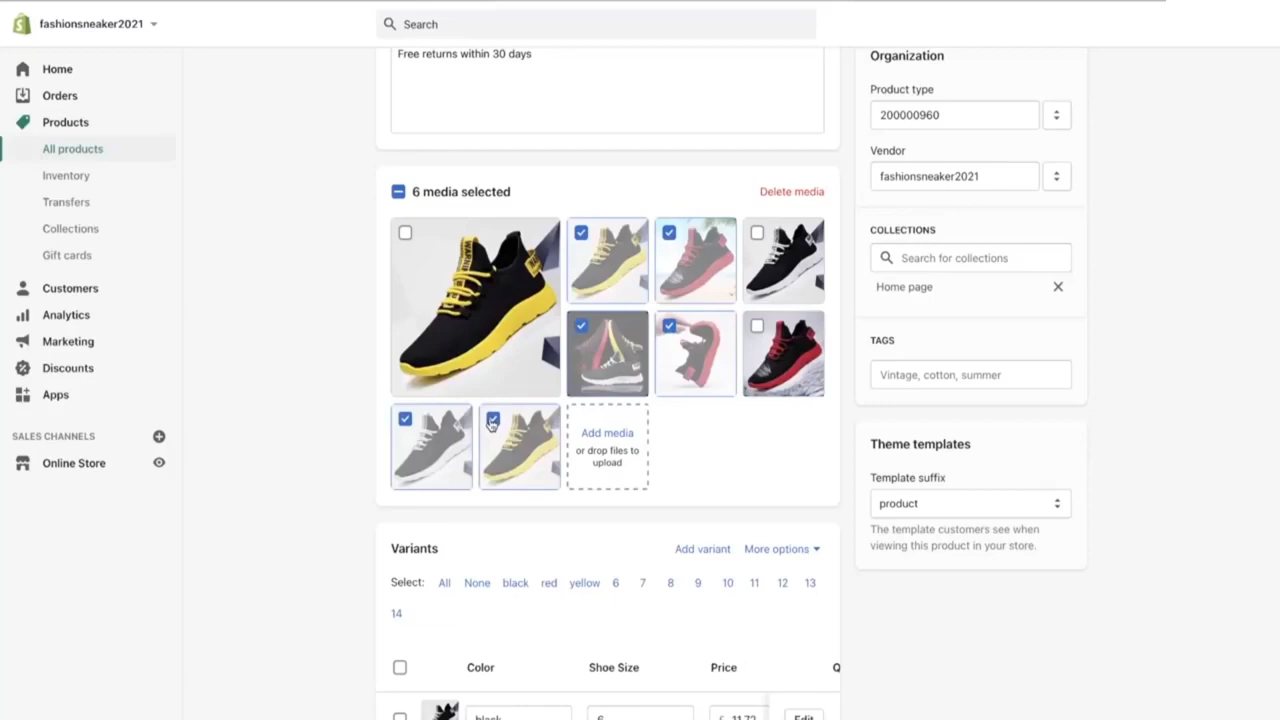 fashionsneaker2021
Search
Home
Orders
Products
All products
Inventory
Transfers
Collections
Gift cards
Customers
Analytics
Marketing
Discounts
Apps
SALES CHANNELS
Online Store
Free returns within 30 days
6 media selected
Delete media
Add media
or drop files to
upload
Variants
Add variant
More options
Select: All None black red yellow 6 7 8 9 10 11 12 13
14
Color Shoe Size Price Q
black 6 £ 11.72 Edit
Organization
Product type
200000960
Vendor
fashionsneaker2021
COLLECTIONS
Search for collections
Home page
TAGS
Vintage, cotton, summer
Theme templates
Template suffix
product
The template customers see when
viewing this product in your store.